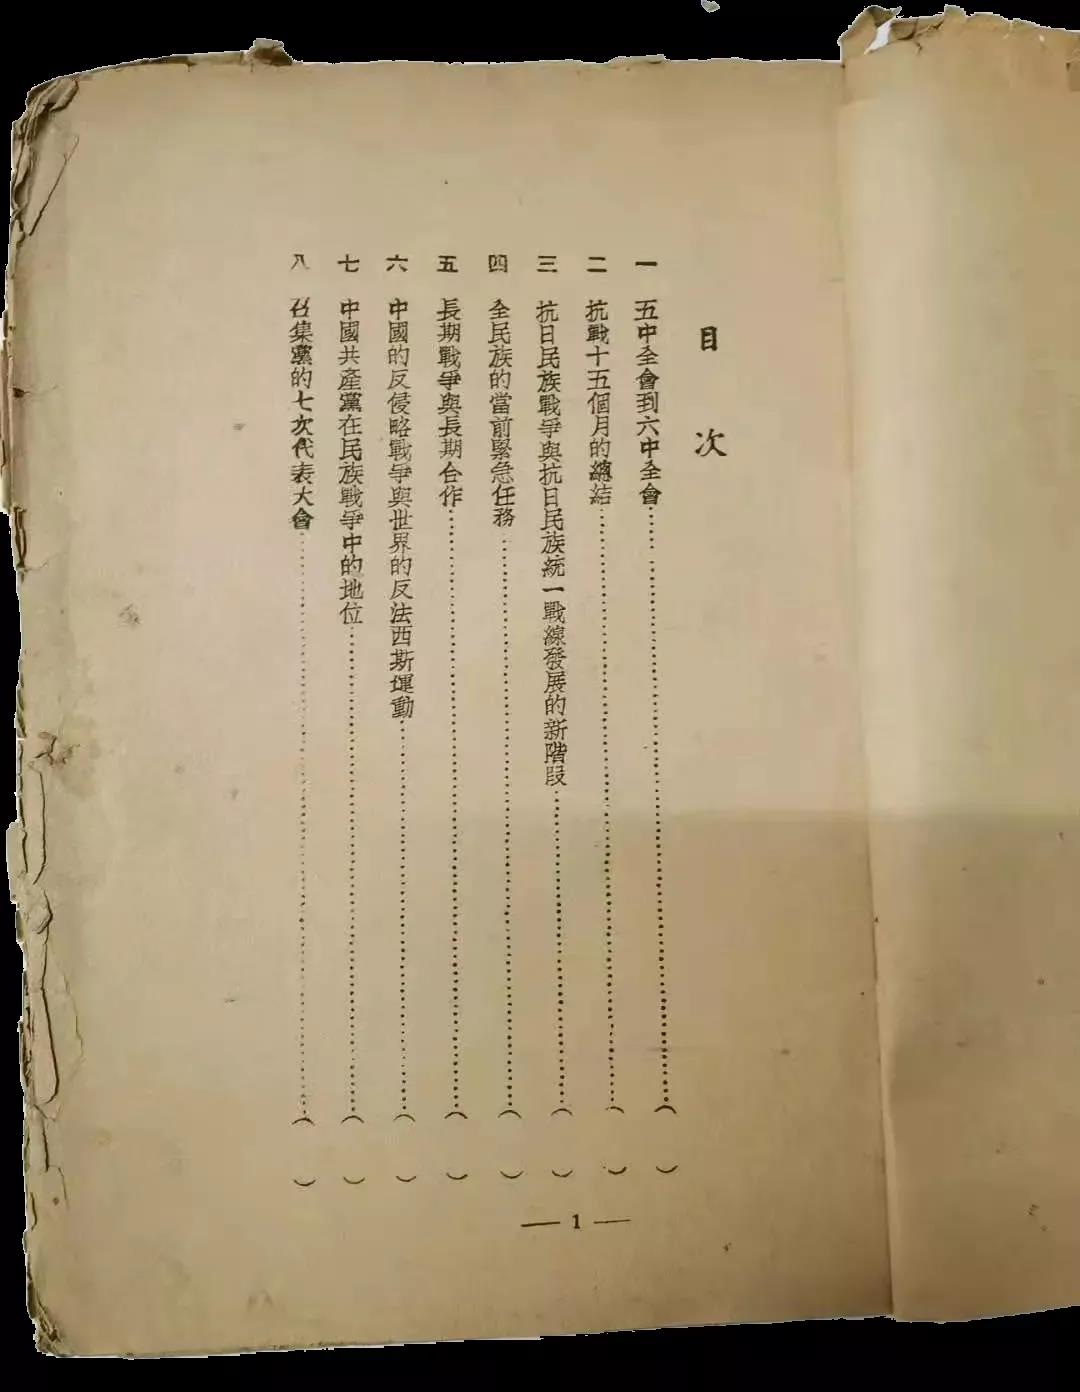 目次
一 五中全會到六中全會⋯⋯（ ）
二 抗戰十五個月的總結⋯⋯（ ）
三 抗日民族戰爭與抗日民族統一戰線發展的新階段⋯⋯（ ）
四 全民族的當前緊急任務⋯⋯（ ）
五 長期戰爭與長期合作⋯⋯（ ）
六 中國的反侵略戰爭與世界的反法西斯運動⋯⋯（ ）
七 中國共產黨在民族戰爭中的地位⋯⋯（ ）
八 召集黨的七次代表大會⋯⋯（ ）
— 1 —